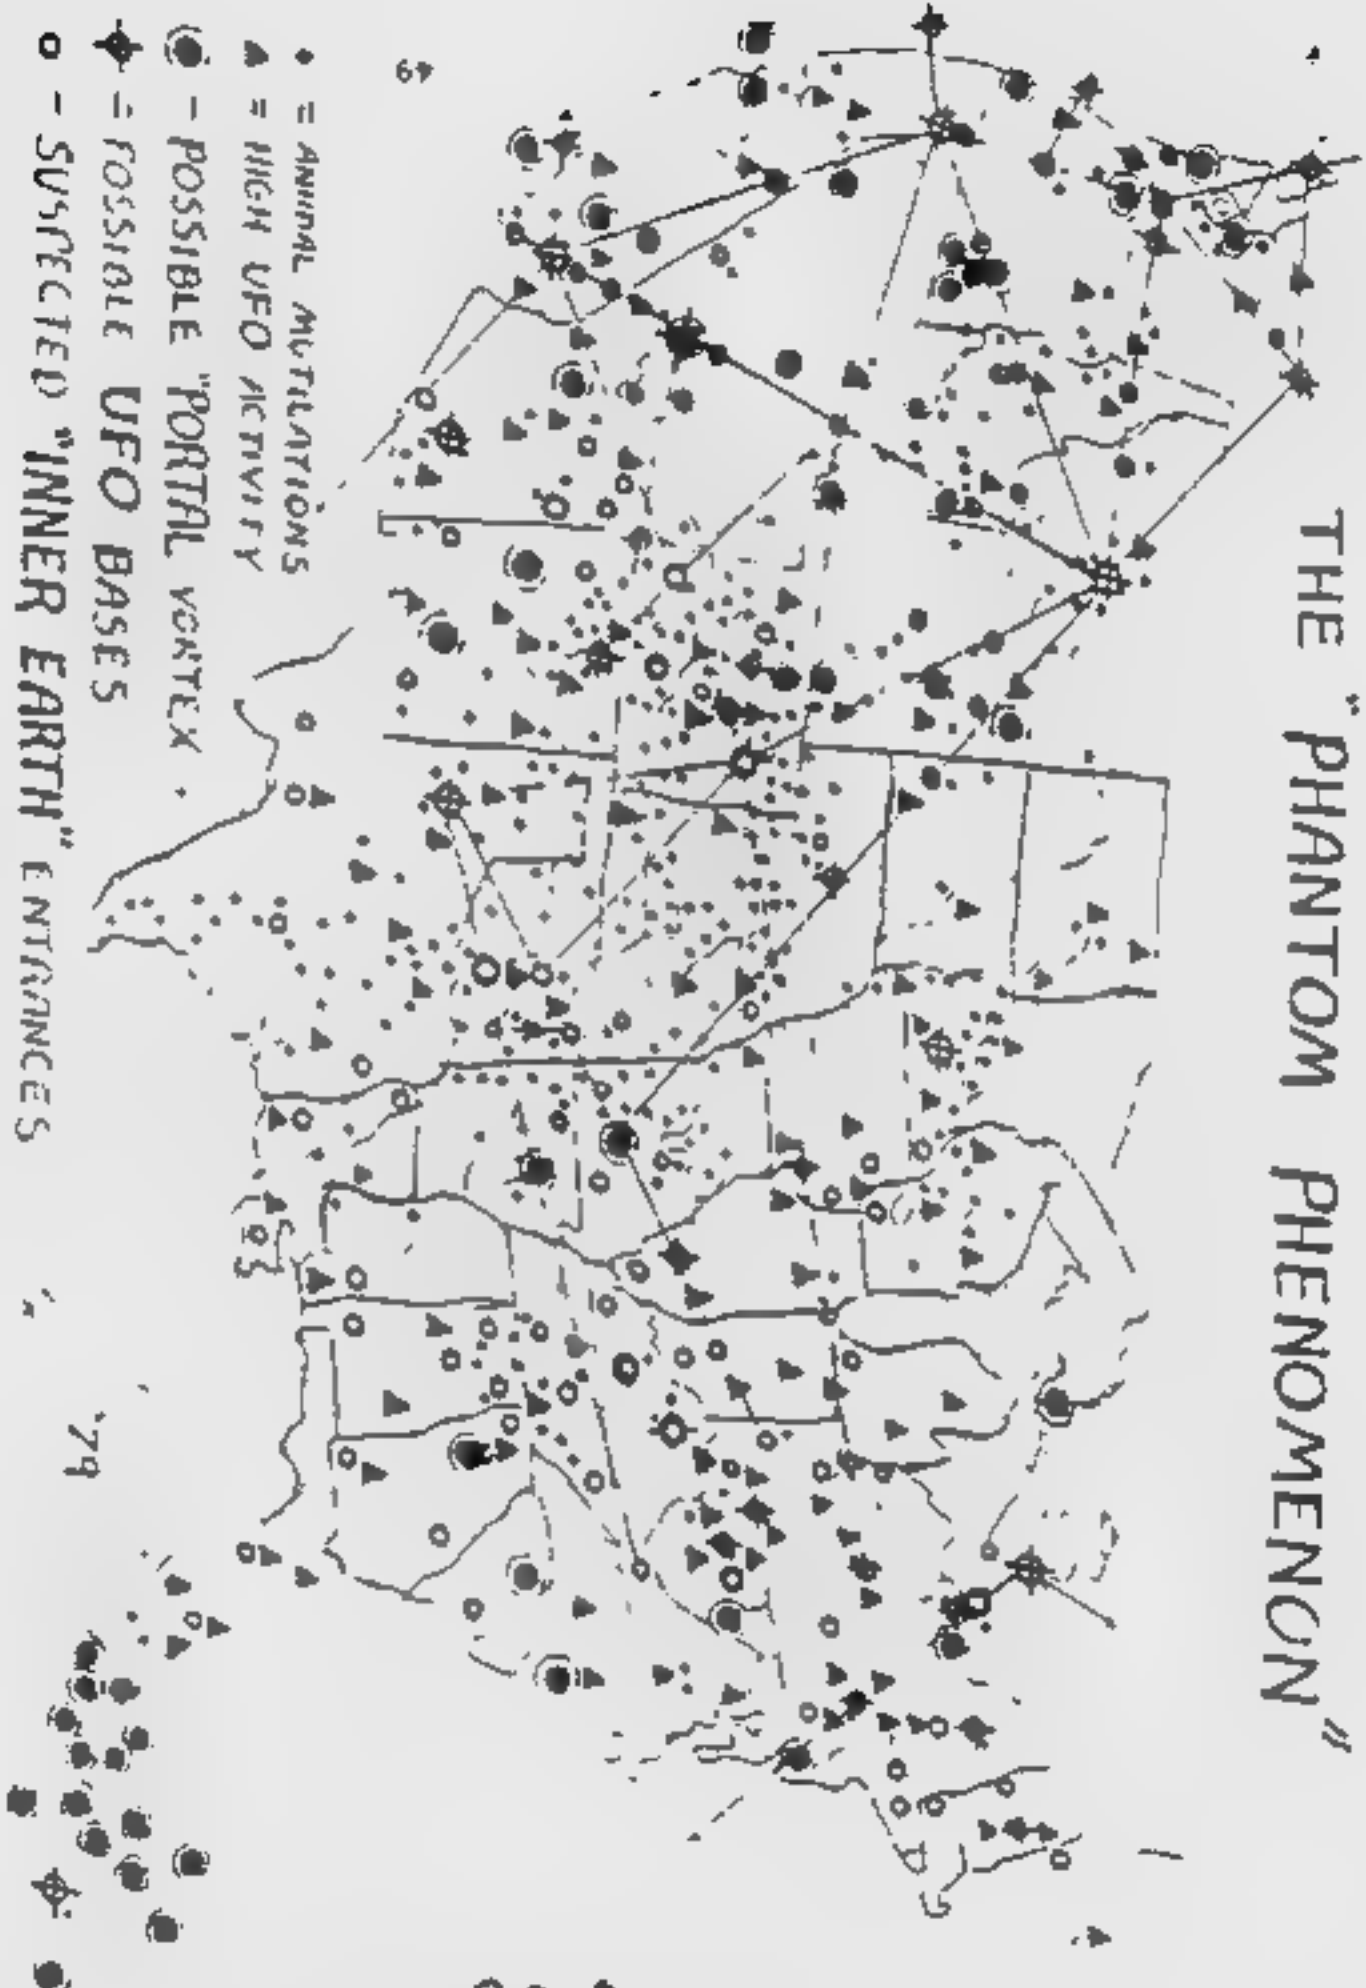 THE "PHANTOM PHENOMENON"
= ANIMAL MUTILATIONS
= HIGH UFO ACTIVITY
- POSSIBLE "PORTAL VORTEX
= POSSIBLE UFO BASES
- SUSPECTED "INNER EARTH" ENTRANCES
'79